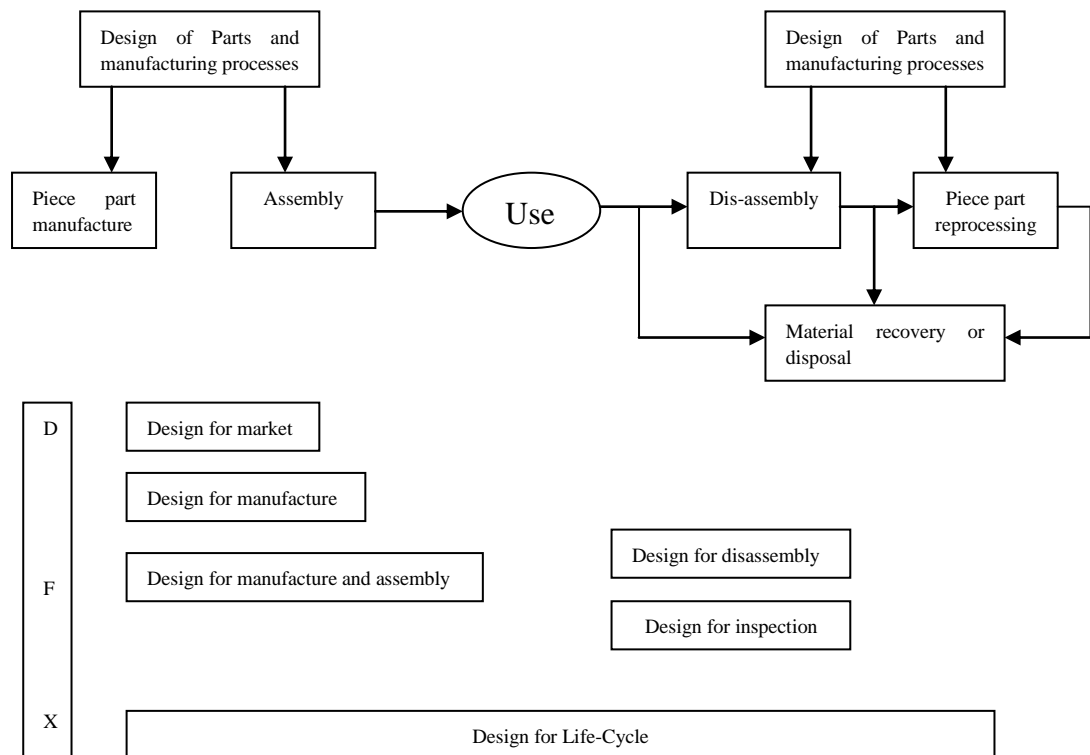 Design of Parts and
manufacturing processes
Design of Parts and
manufacturing processes
Piece part
manufacture
Assembly
Use
Dis-assembly
Piece part
reprocessing
Material recovery or
disposal
D
Design for market
Design for manufacture
Design for disassembly
F
Design for manufacture and assembly
Design for inspection
X
Design for Life-Cycle